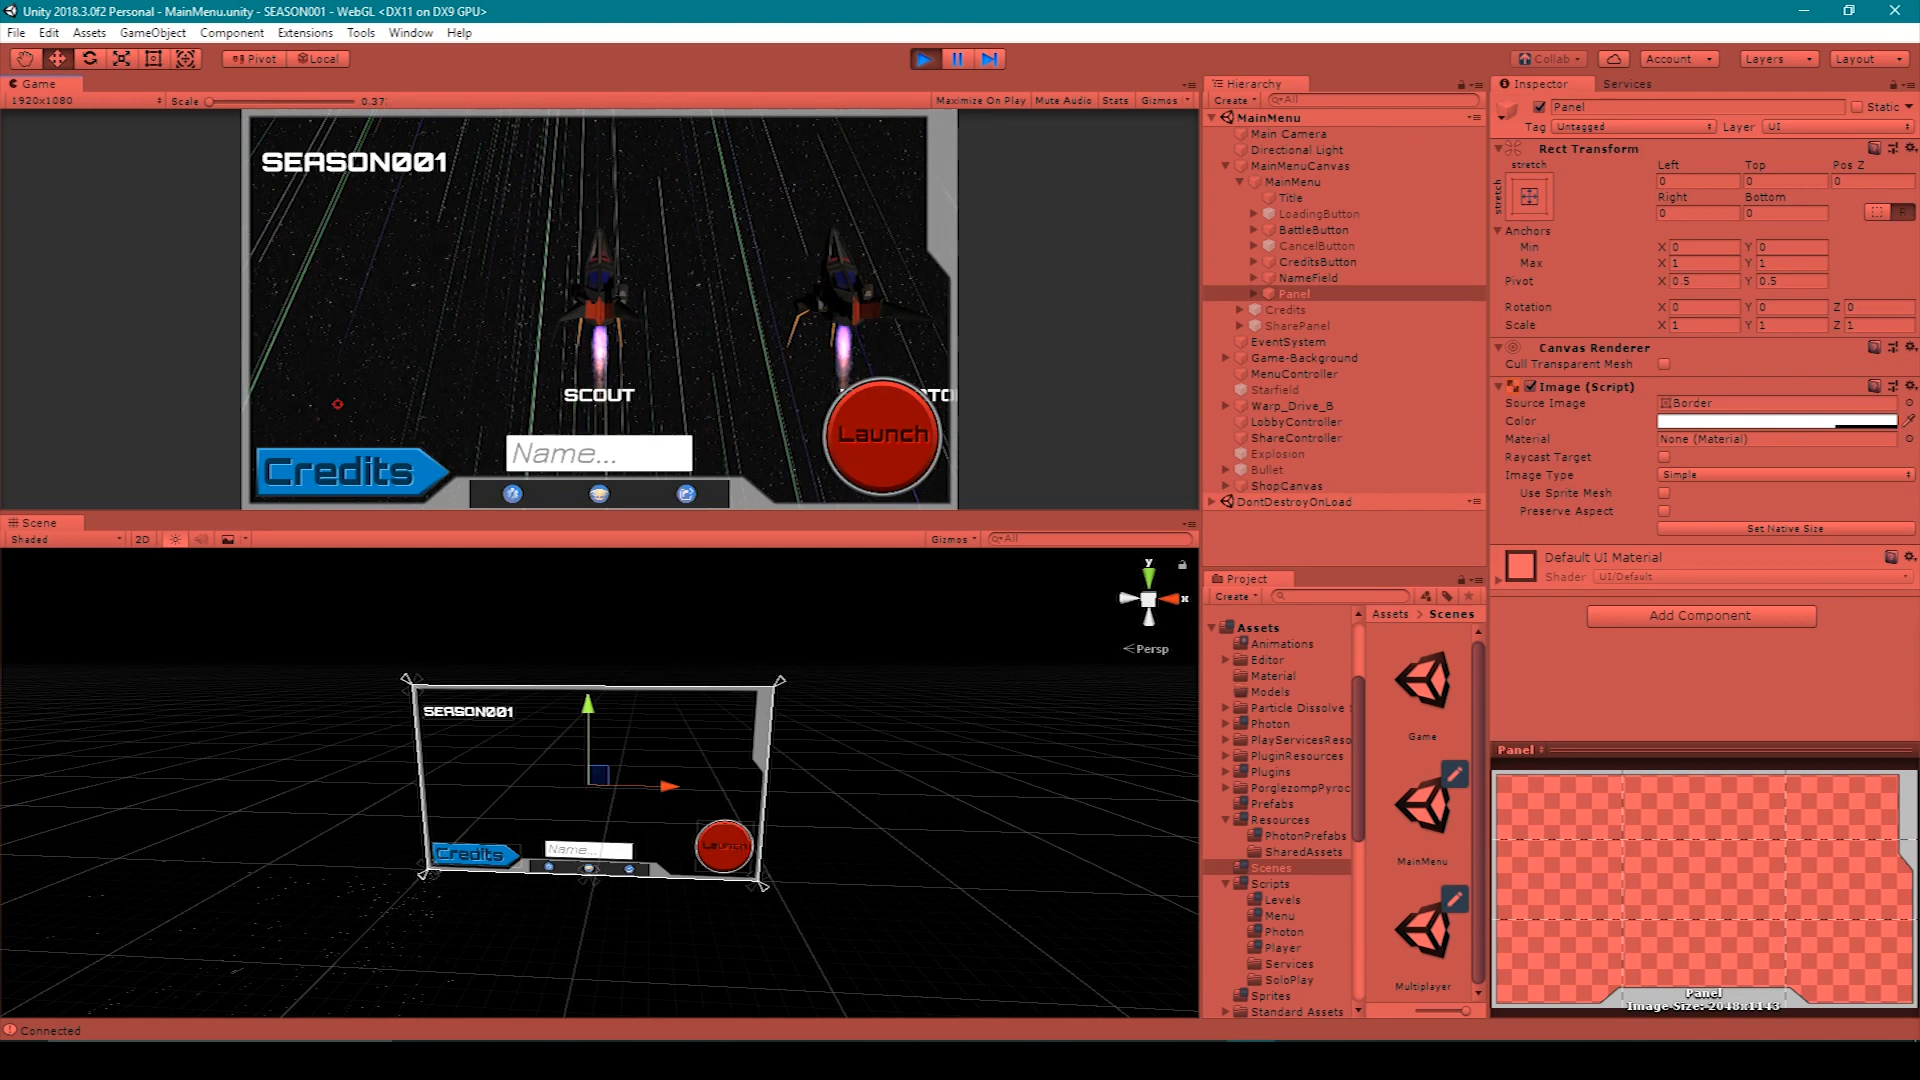 Unity 2018.3.0f2 Personal - MainMenu.unity - SEASON001 - WebGL <DX11 on DX9 GPU>
File Edit Assets GameObject Component Extensions Tools Window Help
Pivot Local
Collab Account Layers Layout
Game
1920x1080 Scale 0.37 Maximize On Play Mute Audio Stats Gizmos
SEASON001
SCOUT
Launch
Name...
Credits
Scene
Shaded 2D Gizmos All
y
x
Persp
SEASON001
Credits
Name...
Launch
Connected
Hierarchy
Create All
MainMenu
Main Camera
Directional Light
MainMenuCanvas
MainMenu
Title
LoadingButton
BattleButton
CancelButton
CreditsButton
NameField
Panel
Credits
SharePanel
EventSystem
Game-Background
MenuController
Starfield
Warp_Drive_B
LobbyController
ShareController
Explosion
Bullet
ShopCanvas
DontDestroyOnLoad
Project
Create
Assets
Animations
Editor
Material
Models
Particle Dissolve
Photon
PlayServicesReso
PluginResources
Plugins
PorglezompPyroc
Prefabs
Resources
PhotonPrefabs
SharedAssets
Scenes
Scripts
Levels
Menu
Photon
Player
Services
SoloPlay
Sprites
Standard Assets
Assets > Scenes
Game
MainMenu
Multiplayer
Inspector Services
Panel Static
Tag Untagged Layer UI
Rect Transform
stretch Left Top Pos Z
stretch
0 0 0
Right Bottom
0 0 R
Anchors
Min X 0 Y 0
Max X 1 Y 1
Pivot X 0.5 Y 0.5
Rotation X 0 Y 0 Z 0
Scale X 1 Y 1 Z 1
Canvas Renderer
Cull Transparent Mesh
Image (Script)
Source Image Border
Color
Material None (Material)
Raycast Target
Image Type Simple
Use Sprite Mesh
Preserve Aspect
Set Native Size
Default UI Material
Shader UI/Default
Add Component
Panel
Panel
Image Size: 2048x1143